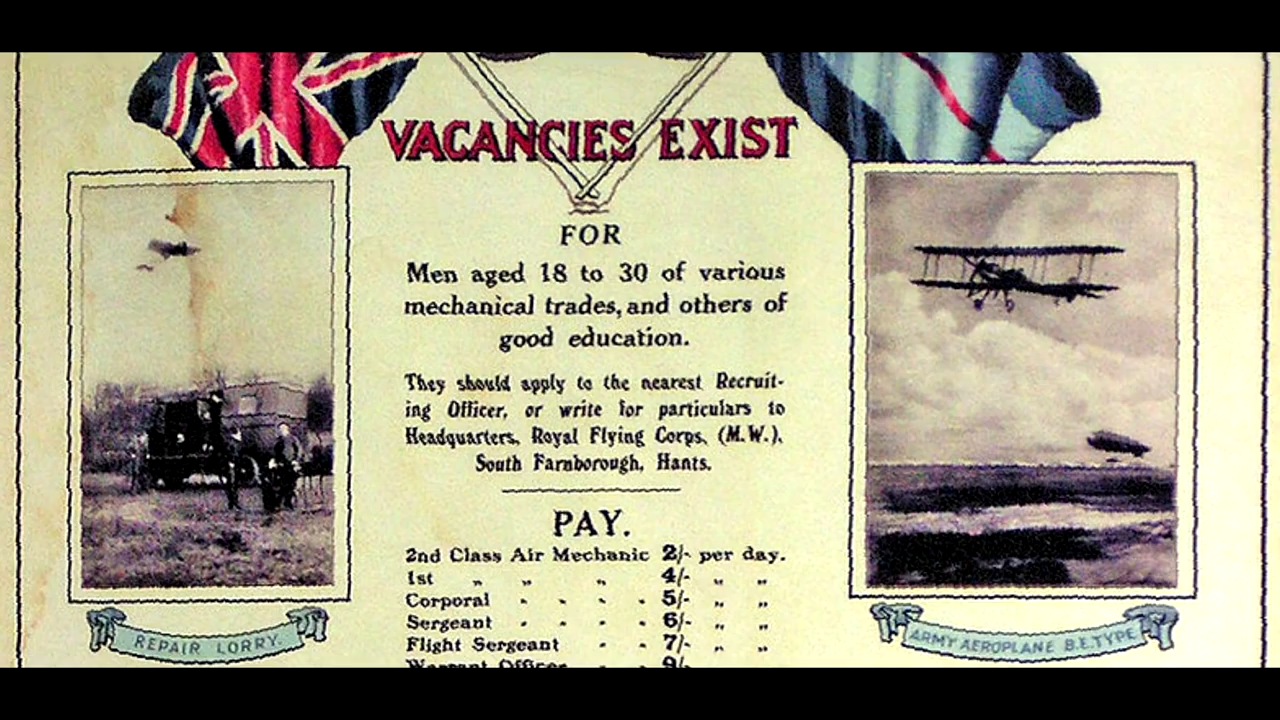 VACANCIES EXIST
FOR
Men aged 18 to 30 of various
mechanical trades, and others of
good education.
They should apply to the nearest Recruit-
ing Officer, or write for particulars to
Headquarters, Royal Flying Corps, (M.W.),
South Farnborough, Hants.
PAY.
2nd Class Air Mechanic 2/- per day.
1st „ „ „ 4/- „ „
Corporal - - - - 5/- „ „
Sergeant - - - - 6/- „ „
Flight Sergeant - - 7/- „ „
Warrant Officer - - 9/- „ „
REPAIR LORRY.
ARMY AEROPLANE B.E.TYPE